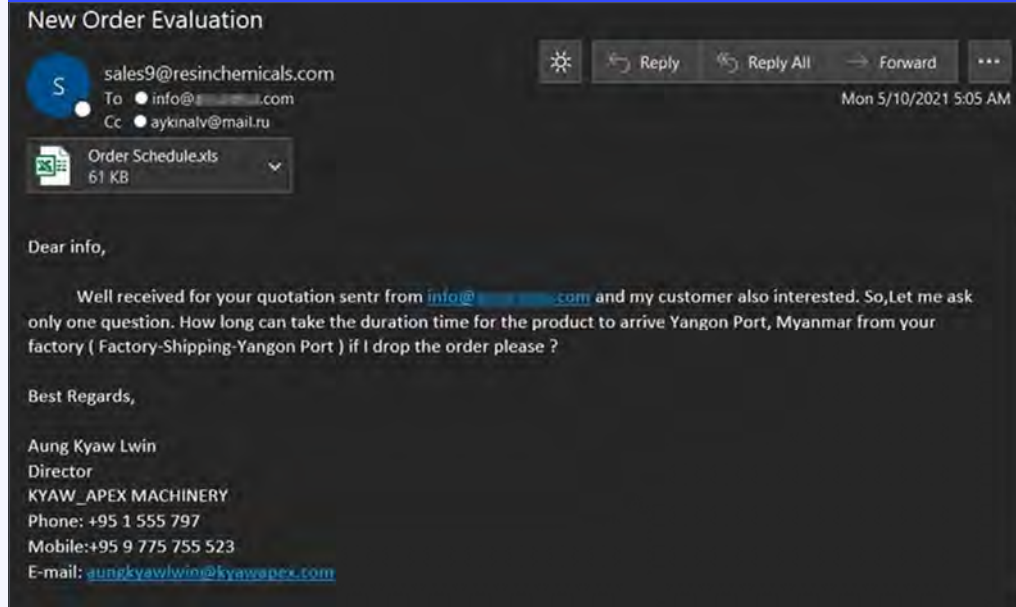 New Order Evaluation
S
sales9@resinchemicals.com
To info@ .com
Cc aykinalv@mail.ru
Reply
Reply All
Forward
...
Mon 5/10/2021 5:05 AM
Order Schedule.xls
61 KB
Dear info,
Well received for your quotation sentr from info@ .com and my customer also interested. So,Let me ask
only one question. How long can take the duration time for the product to arrive Yangon Port, Myanmar from your
factory ( Factory-Shipping-Yangon Port ) if I drop the order please ?
Best Regards,
Aung Kyaw Lwin
Director
KYAW_APEX MACHINERY
Phone: +95 1 555 797
Mobile:+95 9 775 755 523
E-mail: aungkyawlwin@kyawapex.com